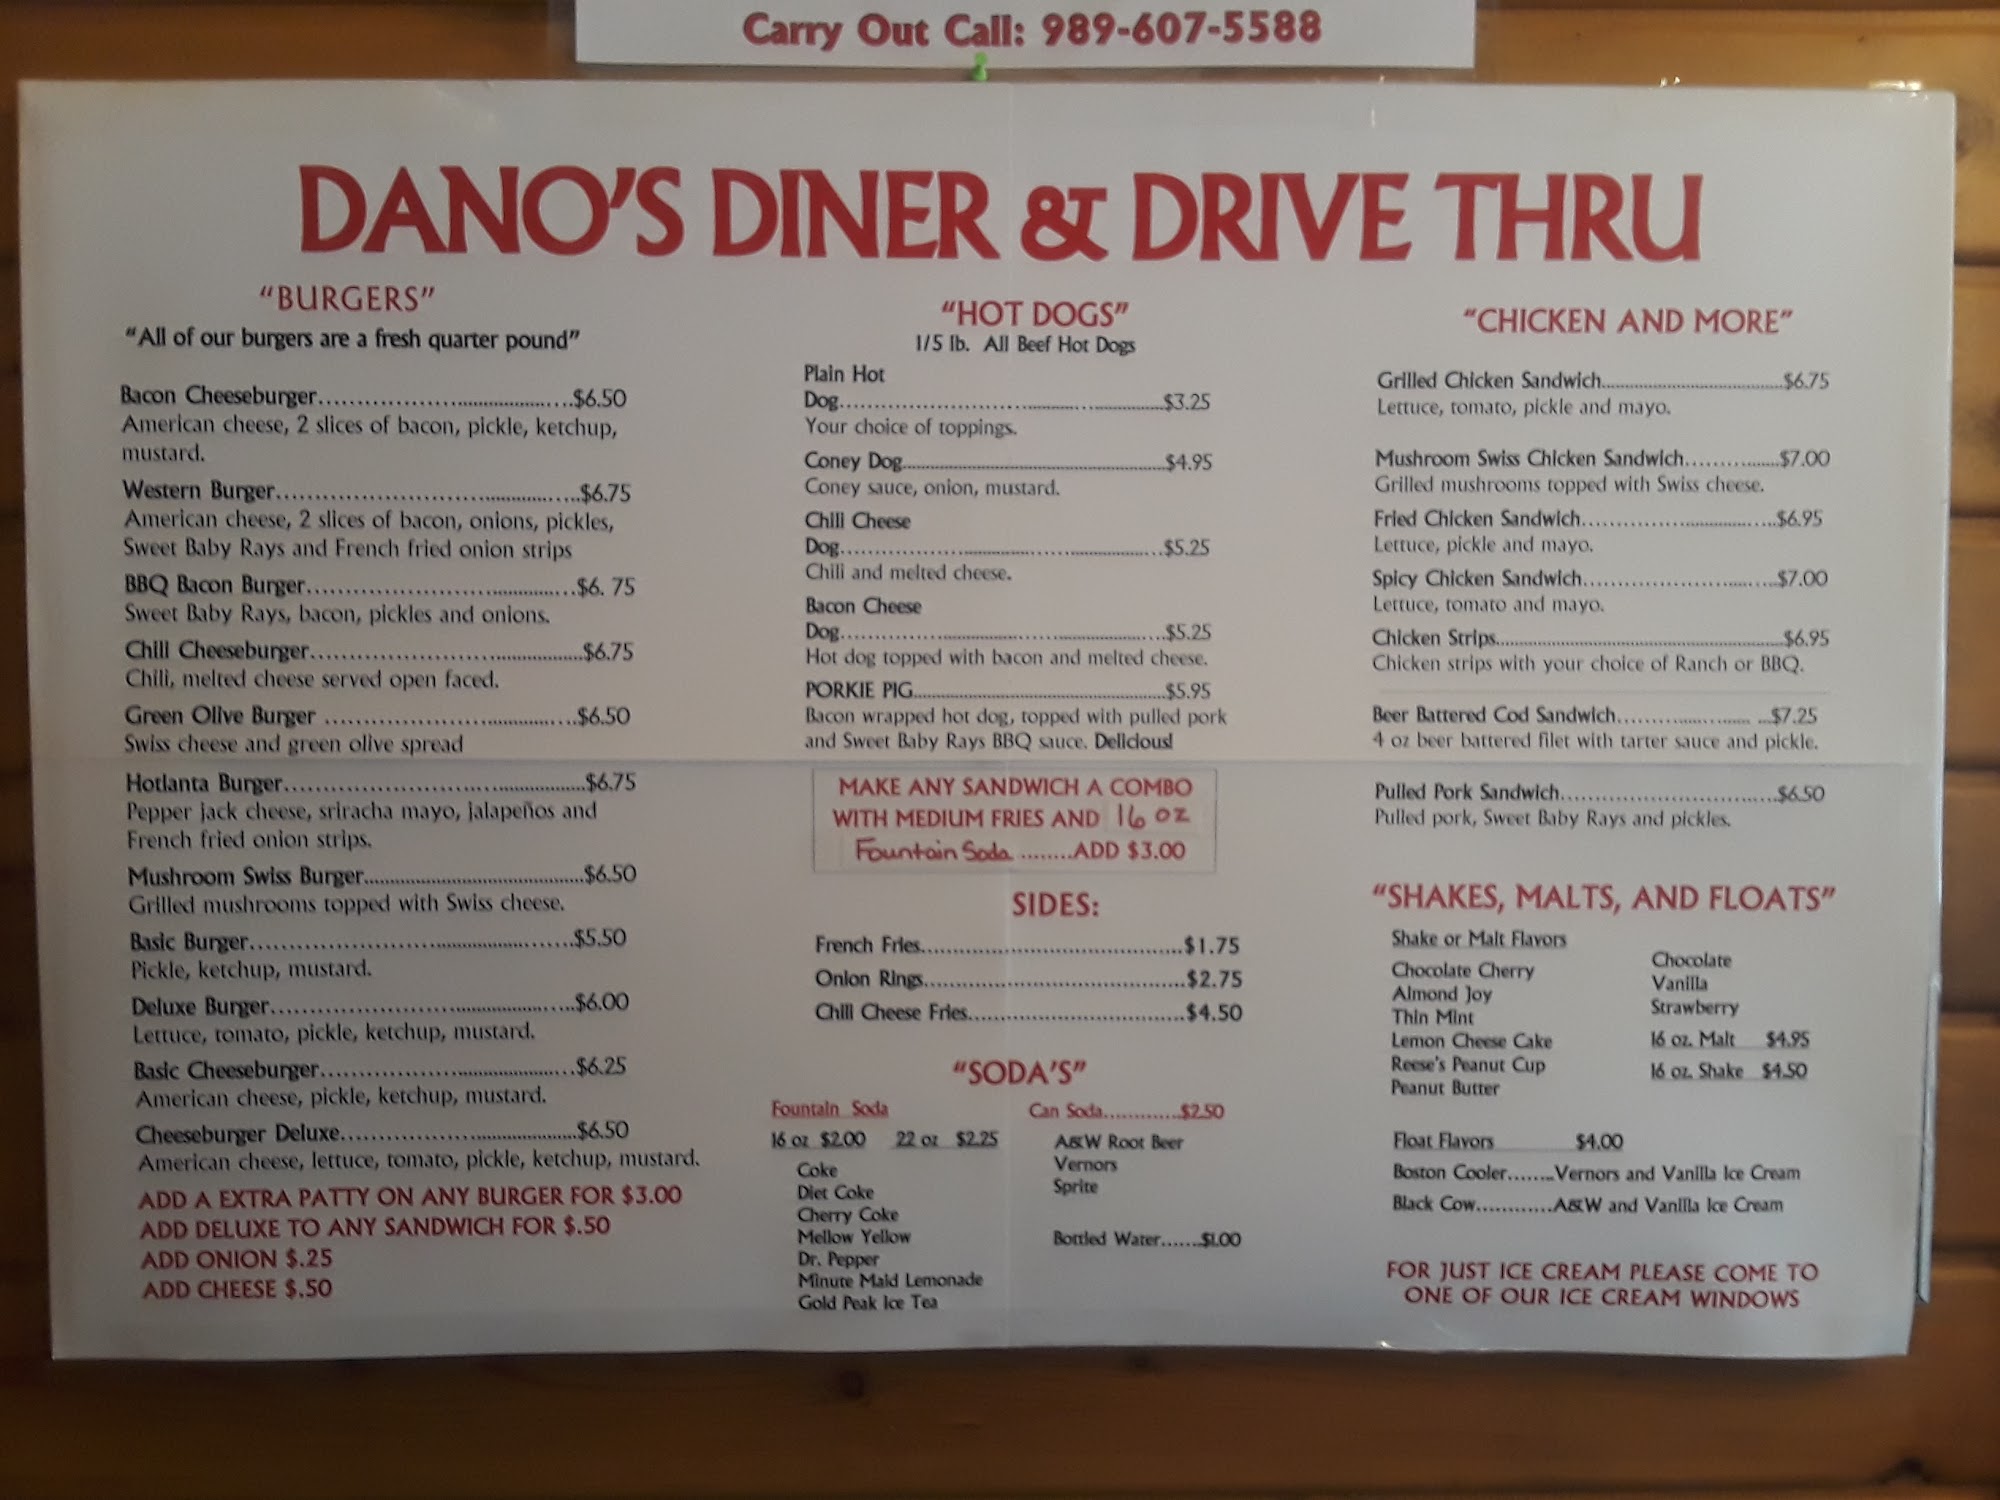 Carry Out Call: 989-607-5588
DANO'S DINER & DRIVE THRU
"BURGERS"
"All of our burgers are a fresh quarter pound"
Bacon Cheeseburger........................................$6.50
American cheese, 2 slices of bacon, pickle, ketchup,
mustard.
Western Burger........................................$6.75
American cheese, 2 slices of bacon, onions, pickles,
Sweet Baby Rays and French fried onion strips
BBQ Bacon Burger........................................$6. 75
Sweet Baby Rays, bacon, pickles and onions.
Chili Cheeseburger........................................$6.75
Chili, melted cheese served open faced.
Green Olive Burger ........................................$6.50
Swiss cheese and green olive spread
Hotlanta Burger........................................$6.75
Pepper jack cheese, sriracha mayo, jalapeños and
French fried onion strips.
Mushroom Swiss Burger........................................$6.50
Grilled mushrooms topped with Swiss cheese.
Basic Burger........................................$5.50
Pickle, ketchup, mustard.
Deluxe Burger........................................$6.00
Lettuce, tomato, pickle, ketchup, mustard.
Basic Cheeseburger........................................$6.25
American cheese, pickle, ketchup, mustard.
Cheeseburger Deluxe........................................$6.50
American cheese, lettuce, tomato, pickle, ketchup, mustard.
ADD A EXTRA PATTY ON ANY BURGER FOR $3.00
ADD DELUXE TO ANY SANDWICH FOR $.50
ADD ONION $.25
ADD CHEESE $.50
"HOT DOGS"
1/5 lb. All Beef Hot Dogs
Plain Hot
Dog........................................$3.25
Your choice of toppings.
Coney Dog........................................$4.95
Coney sauce, onion, mustard.
Chili Cheese
Dog........................................$5.25
Chili and melted cheese.
Bacon Cheese
Dog........................................$5.25
Hot dog topped with bacon and melted cheese.
PORKIE PIG........................................$5.95
Bacon wrapped hot dog, topped with pulled pork
and Sweet Baby Rays BBQ sauce. Delicious!
MAKE ANY SANDWICH A COMBO
WITH MEDIUM FRIES AND 16 oz
Fountain Soda ........ADD $3.00
SIDES:
French Fries........................................$1.75
Onion Rings........................................$2.75
Chili Cheese Fries........................................$4.50
"SODA'S"
Fountain Soda
16 oz $2.00 22 oz $2.25
Coke
Diet Coke
Cherry Coke
Mellow Yellow
Dr. Pepper
Minute Maid Lemonade
Gold Peak Ice Tea
Can Soda............$2.50
A&W Root Beer
Vernors
Sprite
Bottled Water.......$1.00
"CHICKEN AND MORE"
Grilled Chicken Sandwich........................................$6.75
Lettuce, tomato, pickle and mayo.
Mushroom Swiss Chicken Sandwich....................$7.00
Grilled mushrooms topped with Swiss cheese.
Fried Chicken Sandwich........................................$6.95
Lettuce, pickle and mayo.
Spicy Chicken Sandwich........................................$7.00
Lettuce, tomato and mayo.
Chicken Strips........................................$6.95
Chicken strips with your choice of Ranch or BBQ.
Beer Battered Cod Sandwich..................... ...$7.25
4 oz beer battered filet with tarter sauce and pickle.
Pulled Pork Sandwich........................................$6.50
Pulled pork, Sweet Baby Rays and pickles.
"SHAKES, MALTS, AND FLOATS"
Shake or Malt Flavors
Chocolate Cherry
Almond Joy
Thin Mint
Lemon Cheese Cake
Reese's Peanut Cup
Peanut Butter
Chocolate
Vanilla
Strawberry
16 oz. Malt $4.95
16 oz. Shake $4.50
Float Flavors $4.00
Boston Cooler........Vernors and Vanilla Ice Cream
Black Cow............A&W and Vanilla Ice Cream
FOR JUST ICE CREAM PLEASE COME TO
ONE OF OUR ICE CREAM WINDOWS